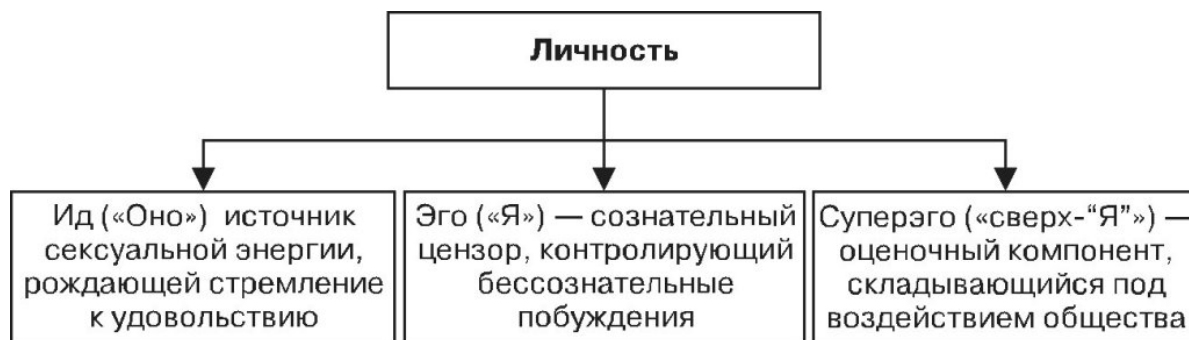 Личность
Ид («Оно») источник
сексуальной энергии,
рождающей стремление
к удовольствию
Эго («Я») — сознательный
цензор, контролирующий
бессознательные
побуждения
Суперэго («сверх-“Я”») —
оценочный компонент,
складывающийся под
воздействием общества